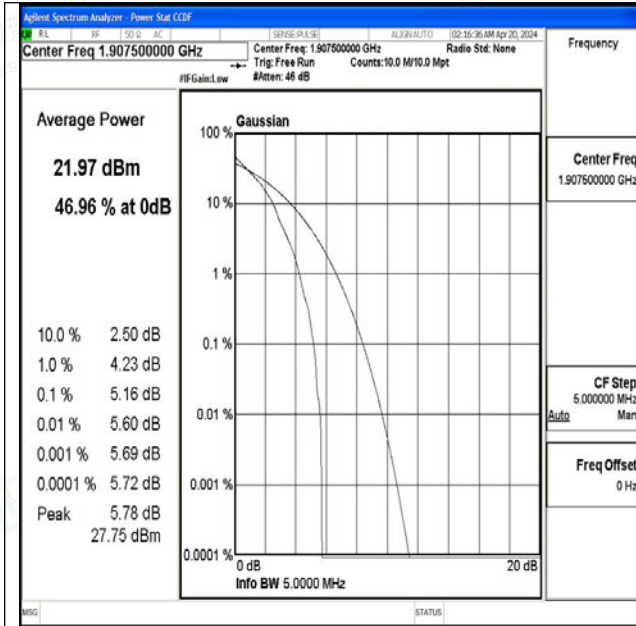 Agilent Spectrum Analyzer - Power Stat CCDF
RL RF 50 Ω AC SENSE:PULSE ALIGNAUTO 02:16:36 AM Apr 20, 2024
Center Freq 1.907500000 GHz
Center Freq: 1.907500000 GHz Radio Std: None
Trig: Free Run Counts:10.0 M/10.0 Mpt
#IFGain:Low #Atten: 46 dB
Frequency
Average Power
21.97 dBm
46.96 % at 0dB
10.0 % 2.50 dB
1.0 % 4.23 dB
0.1 % 5.16 dB
0.01 % 5.60 dB
0.001 % 5.69 dB
0.0001 % 5.72 dB
Peak 5.78 dB
27.75 dBm
Gaussian
100 %
10 %
1 %
0.1 %
0.01 %
0.001 %
0.0001 %
0 dB 20 dB
Info BW 5.0000 MHz
Center Freq
1.907500000 GHz
CF Step
5.000000 MHz
Auto Man
Freq Offset
0 Hz
MSG STATUS